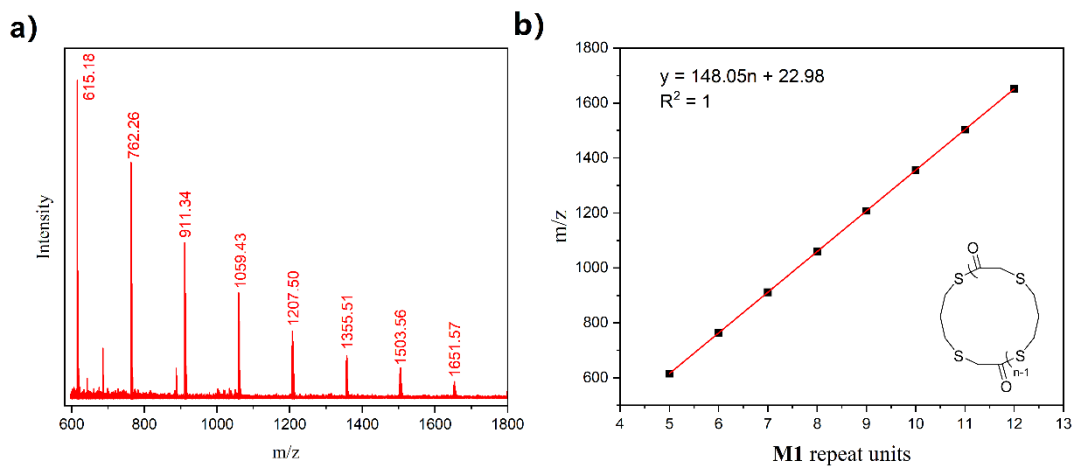 a)
615.18
762.26
911.34
1059.43
1207.50
1355.51
1503.56
1651.57
Intensity
600 800 1000 1200 1400 1600 1800
m/z
b)
y = 148.05n + 22.98
R² = 1
1800
1600
1400
1200
1000
800
600
m/z
O
S S
S S
n-1
O
4 5 6 7 8 9 10 11 12 13
M1 repeat units